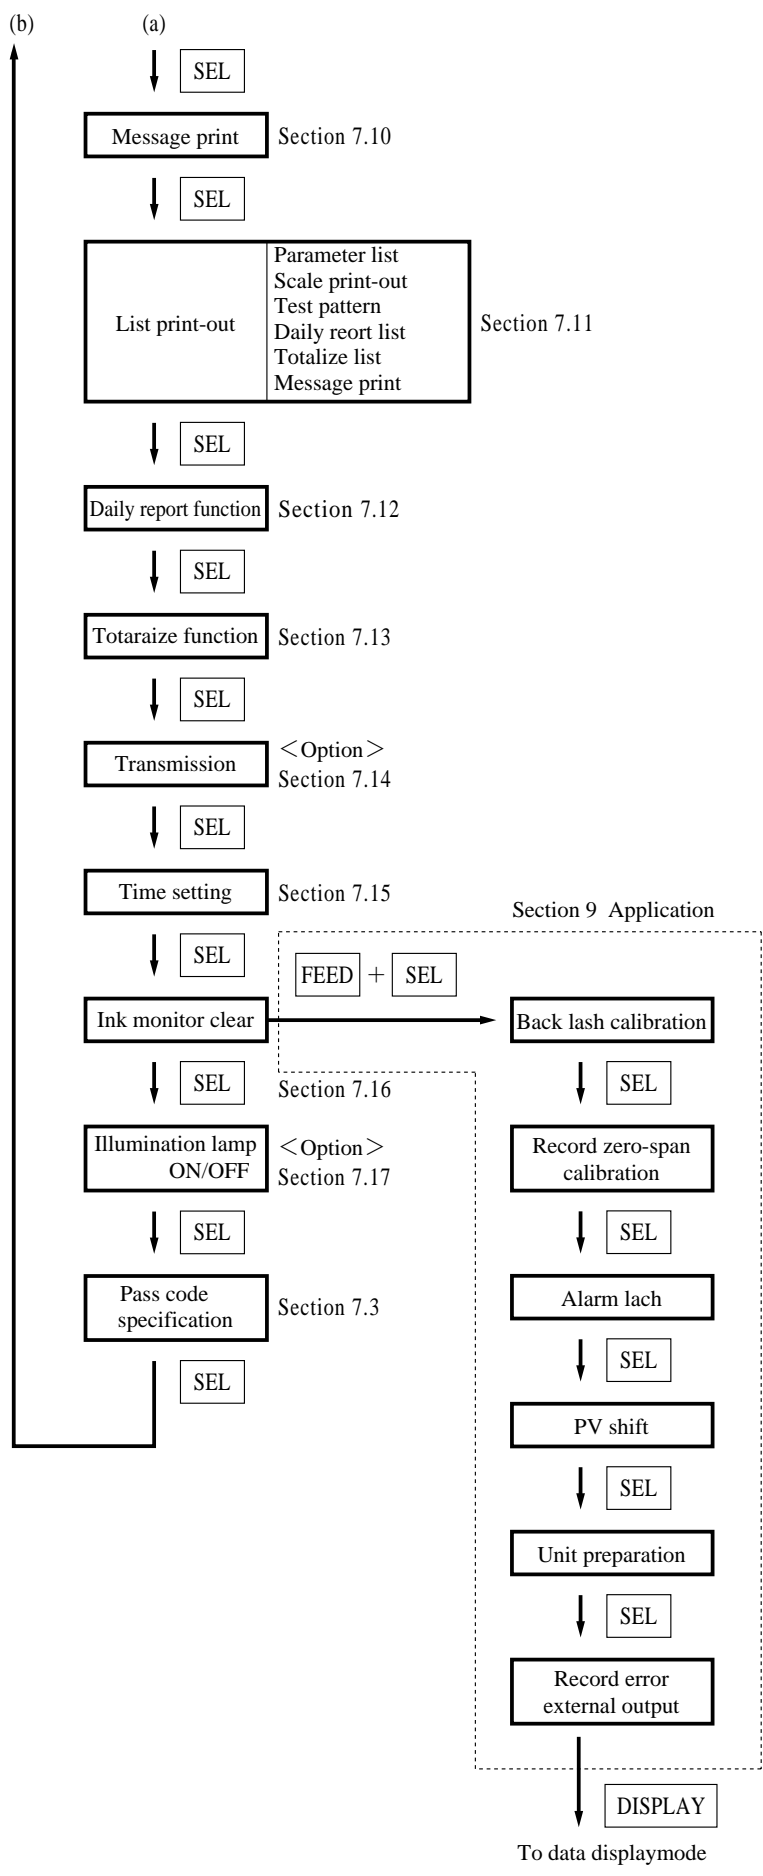 (b)
(a)
SEL
Message print
Section 7.10
SEL
List print-out
Parameter list
Scale print-out
Test pattern
Daily reort list
Totalize list
Message print
Section 7.11
SEL
Daily report function
Section 7.12
SEL
Totaraize function
Section 7.13
SEL
Transmission
<Option>
Section 7.14
SEL
Time setting
Section 7.15
SEL
Ink monitor clear
SEL
Section 7.16
Illumination lamp
ON/OFF
<Option>
Section 7.17
SEL
Pass code
specification
Section 7.3
SEL
Section 9 Application
FEED + SEL
Back lash calibration
SEL
Record zero-span
calibration
SEL
Alarm lach
SEL
PV shift
SEL
Unit preparation
SEL
Record error
external output
DISPLAY
To data displaymode